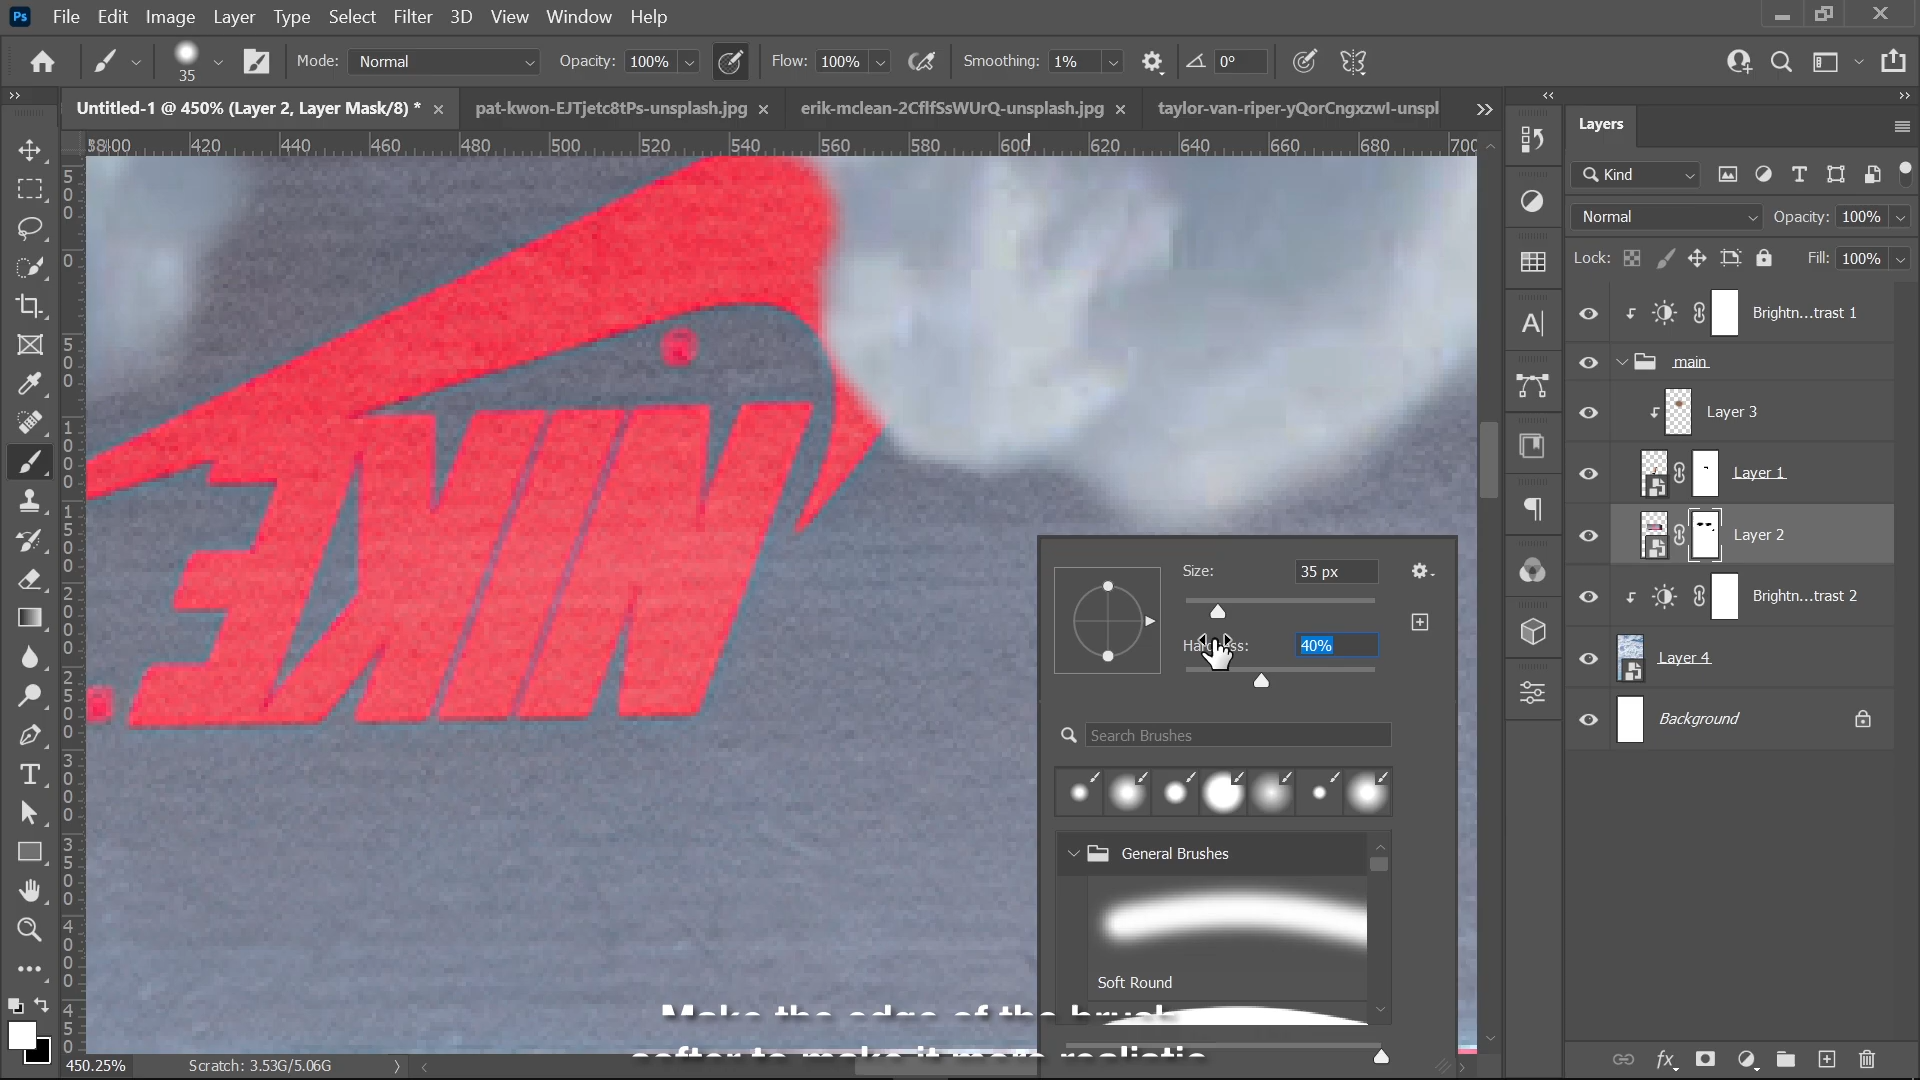 Ps File Edit Image Layer Type Select Filter 3D View Window Help
35 Mode: Normal Opacity: 100% Flow: 100% Smoothing: 1% 0°
Untitled-1 @ 450% (Layer 2, Layer Mask/8) * pat-kwon-EJTjetc8tPs-unsplash.jpg erik-mclean-2CflfSsWUrQ-unsplash.jpg taylor-van-riper-yQorCngxzwI-unspl
400 420 440 460 480 500 520 540 560 580 600 620 640 660 680 700
NIKE
Size: 35 px
Hardness: 40%
Search Brushes
General Brushes
Soft Round
Make the edge of the brush
softer to make it more realistic
450.25% Scratch: 3.53G/5.06G
Layers
Kind
Normal Opacity: 100%
Lock: Fill: 100%
Brightn...trast 1
main
Layer 3
Layer 1
Layer 2
Brightn...trast 2
Layer 4
Background